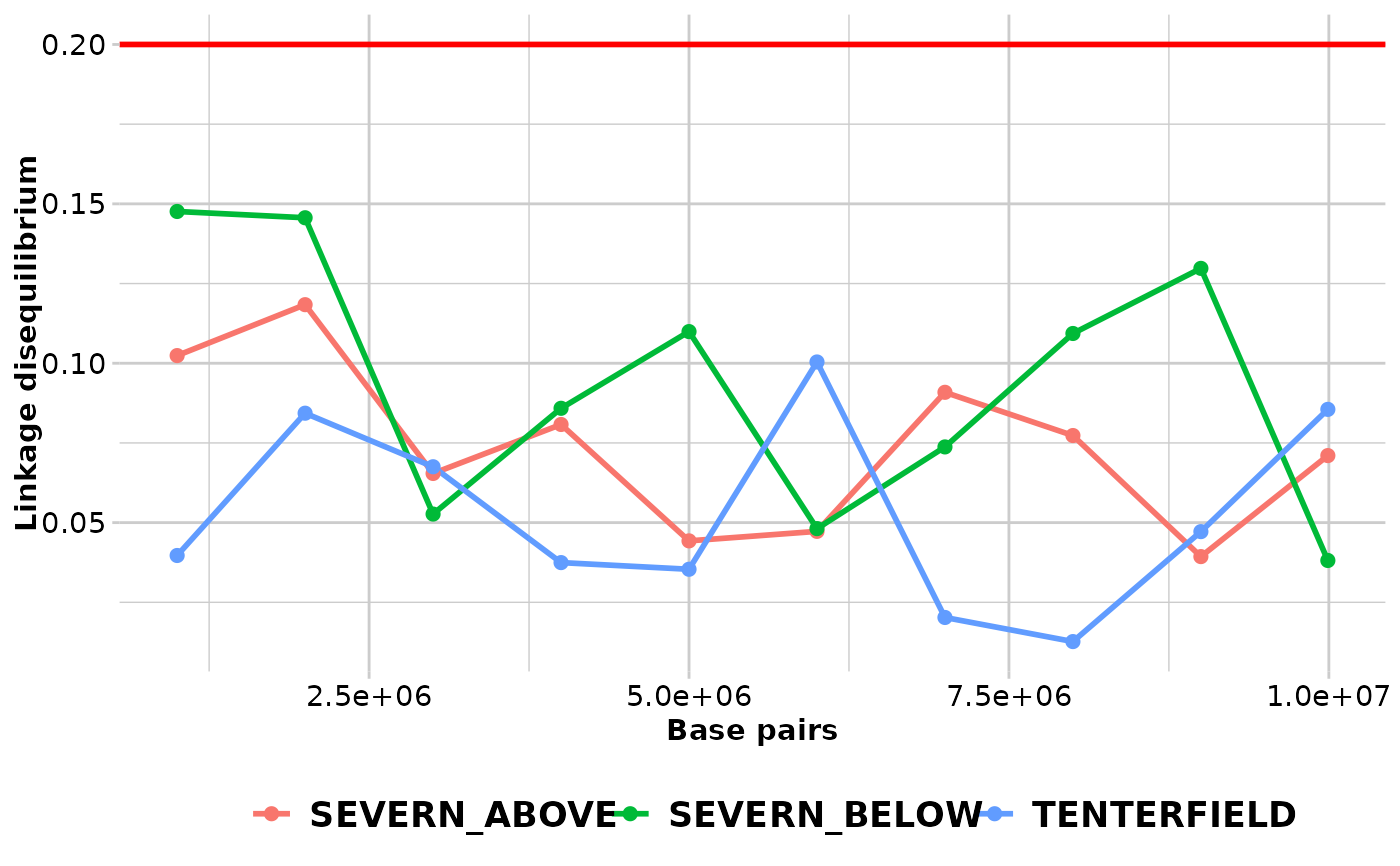 0.20
0.15
0.10
0.05
Linkage disequilibrium
2.5e+06 5.0e+06 7.5e+06 1.0e+07
Base pairs
SEVERN_ABOVE SEVERN_BELOW TENTERFIELD